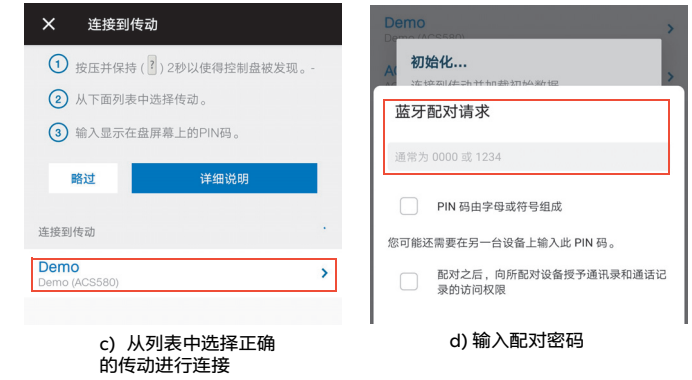 连接到传动
1 按压并保持 ( ? ) 2秒以使得控制盘被发现。-
2 从下面列表中选择传动。
3 输入显示在盘屏幕上的PIN码。
略过
详细说明
连接到传动
Demo
Demo (ACS580)
c) 从列表中选择正确
的传动进行连接
Demo
Demo (ACS580)
初始化...
连接到传动并加载初始数据
蓝牙配对请求
通常为 0000 或 1234
PIN 码由字母或符号组成
您可能还需要在另一台设备上输入此 PIN 码。
配对之后，向所配对设备授予通讯录和通话记
录的访问权限
d) 输入配对密码